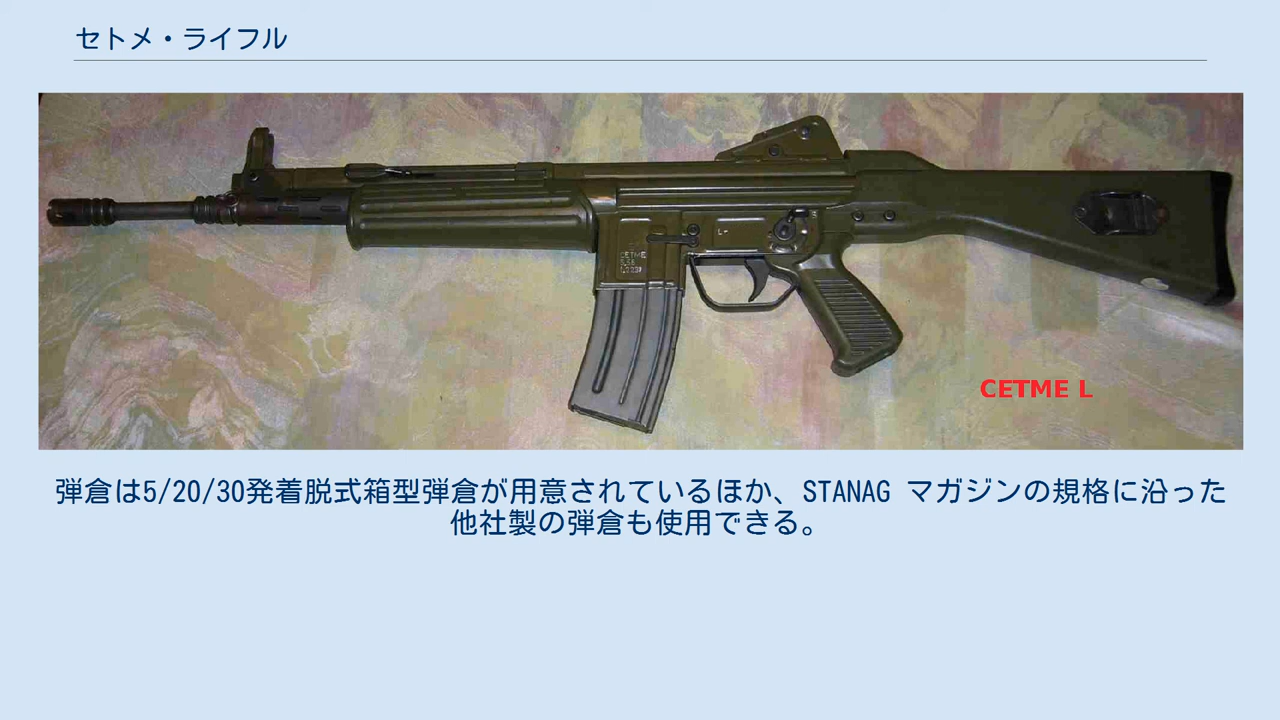 セトメ・ライフル
L-
CETME
5.56
CETME L
弾倉は5/20/30発着脱式箱型弾倉が用意されているほか、STANAG マガジンの規格に沿った
他社製の弾倉も使用できる。